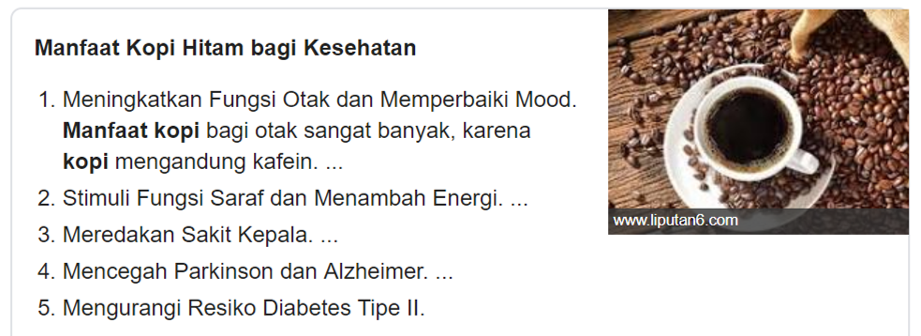 Manfaat Kopi Hitam bagi Kesehatan
1. Meningkatkan Fungsi Otak dan Memperbaiki Mood.
Manfaat kopi bagi otak sangat banyak, karena
kopi mengandung kafein. ...
2. Stimuli Fungsi Saraf dan Menambah Energi. ...
3. Meredakan Sakit Kepala. ...
4. Mencegah Parkinson dan Alzheimer. ...
5. Mengurangi Resiko Diabetes Tipe II.
www.liputan6.com